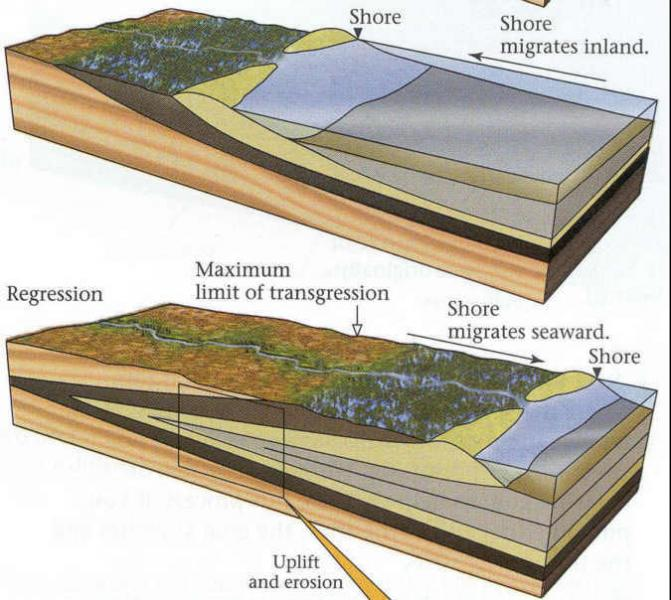 Shore
Shore
migrates inland.
Regression
Maximum
limit of transgression
Shore
migrates seaward.
Shore
Uplift
and erosion